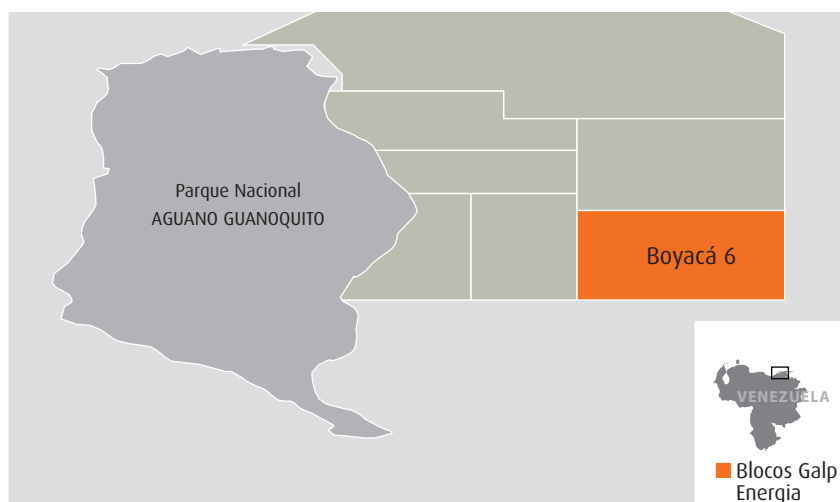 Parque Nacional
AGUANO GUANOQUITO
Boyacá 6
VENEZUELA
Blocos Galp
Energia